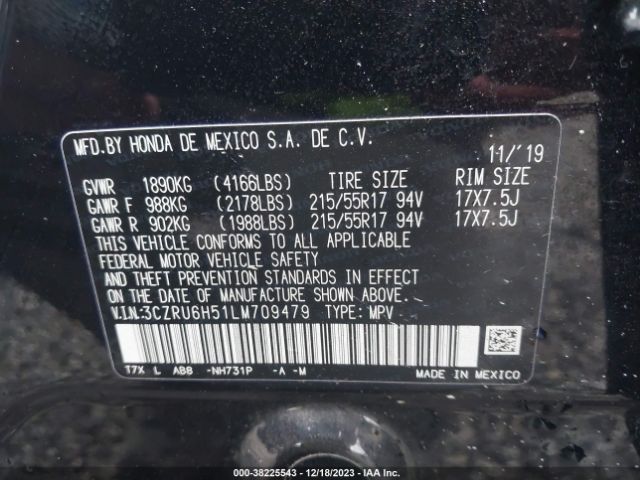 MFD.BY HONDA DE MEXICO S.A. DE C.V.
11/'19
GVWR 1890KG (4166LBS) TIRE SIZE RIM SIZE
GAWR F 988KG (2178LBS) 215/55R17 94V 17X7.5J
GAWR R 902KG (1988LBS) 215/55R17 94V 17X7.5J
THIS VEHICLE CONFORMS TO ALL APPLICABLE
FEDERAL MOTOR VEHICLE SAFETY
AND THEFT PREVENTION STANDARDS IN EFFECT
ON THE DATE OF MANUFACTURE SHOWN ABOVE.
V.I.N:3CZRU6H51LM709479 TYPE: MPV
17X L ABB -NH731P -A -M
MADE IN MEXICO
000-38225543 - 12/18/2023 - IAA Inc.